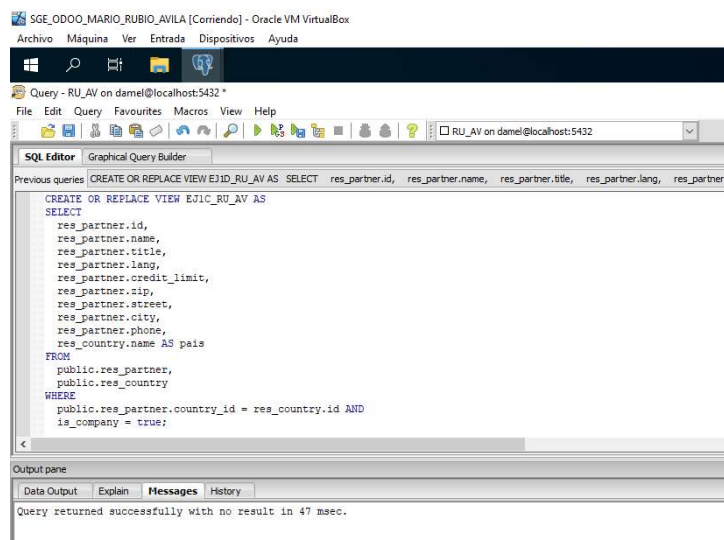 SGE_ODOO_MARIO_RUBIO_AVILA [Corriendo] - Oracle VM VirtualBox
Archivo Máquina Ver Entrada Dispositivos Ayuda
Query - RU_AV on damel@localhost:5432 *
File Edit Query Favourites Macros View Help
RU_AV on damel@localhost:5432
SQL Editor Graphical Query Builder
Previous queries CREATE OR REPLACE VIEW EJ1D_RU_AV AS SELECT res_partner.id, res_partner.name, res_partner.title, res_partner.lang, res_partner
CREATE OR REPLACE VIEW EJ1C_RU_AV AS
SELECT
res_partner.id,
res_partner.name,
res_partner.title,
res_partner.lang,
res_partner.credit_limit,
res_partner.zip,
res_partner.street,
res_partner.city,
res_partner.phone,
res_country.name AS pais
FROM
public.res_partner,
public.res_country
WHERE
public.res_partner.country_id = res_country.id AND
is_company = true;
Output pane
Data Output Explain Messages History
Query returned successfully with no result in 47 msec.